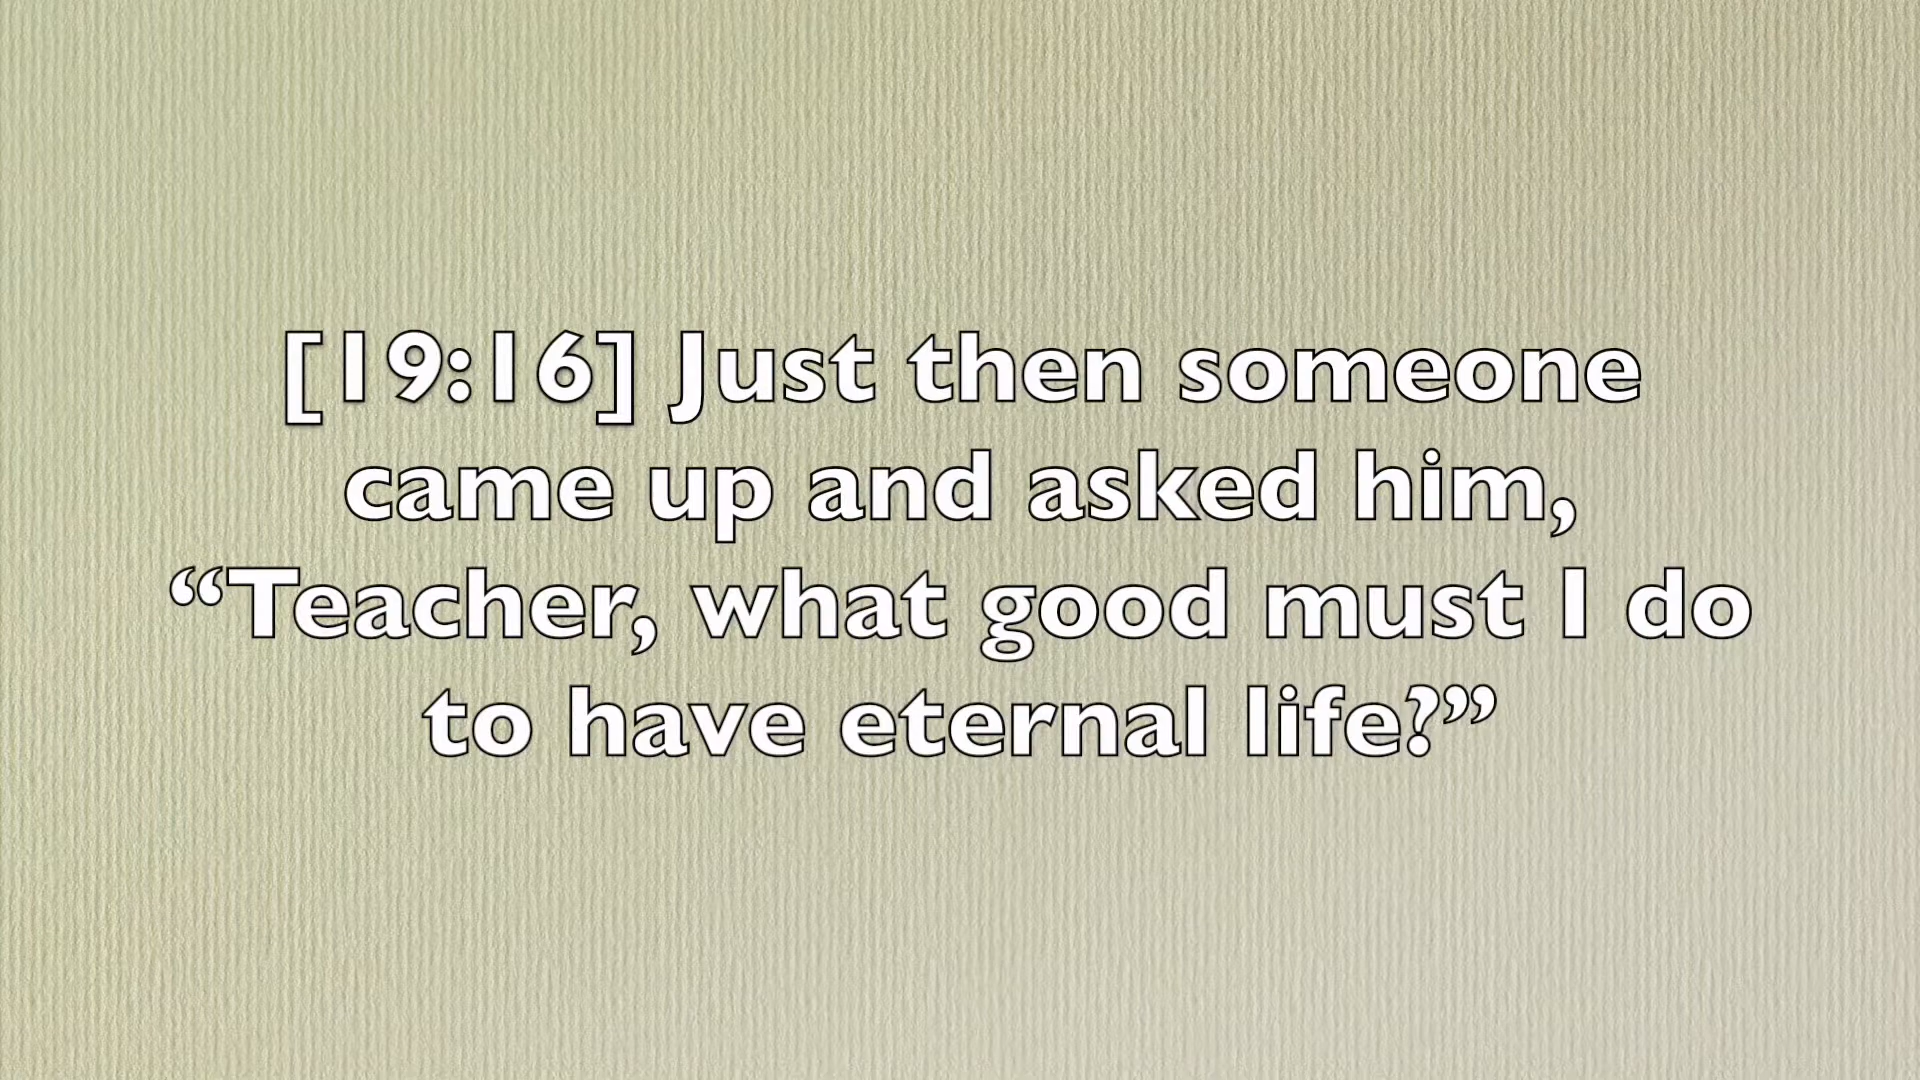 [19:16] Just then someone
came up and asked him,
“Teacher, what good must I do
to have eternal life?”